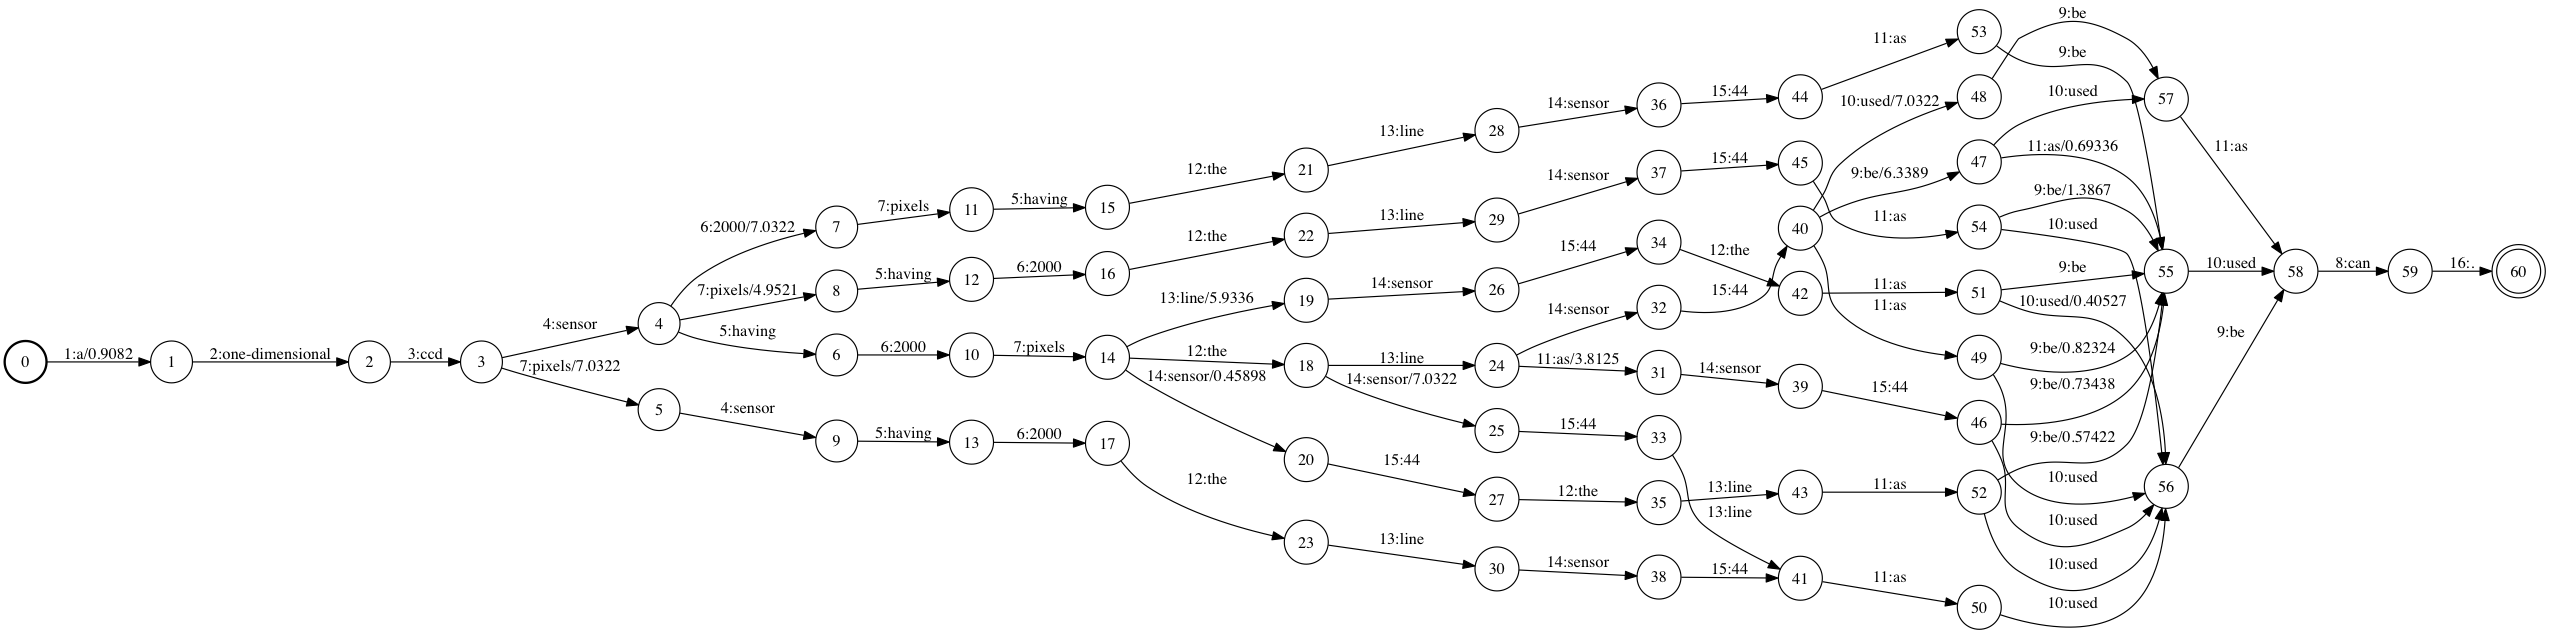 9:be
53
11:as
9:be
48
57
10:used/7.0322
10:used
15:44
44
36
14:sensor
28
13:line
21
12:the
47
11:as/0.69336
11:as
15:44
45
37
14:sensor
29
13:line
22
12:the
9:be/6.3389
9:be/1.3867
7:pixels
11
5:having
15
6:2000/7.0322
7
40
11:as
54
10:used
34
12:the
15:44
5:having
12
6:2000
16
7:pixels/4.9521
8
13:line/5.9336
19
14:sensor
26
15:44
42
11:as
51
9:be
55
10:used
58
8:can
59
16:.
60
14:sensor
32
11:as
10:used/0.40527
4:sensor
4
5:having
6
6:2000
10
7:pixels
14
12:the
18
13:line
24
11:as/3.8125
31
14:sensor
39
49
9:be/0.82324
9:be
0
1:a/0.9082
1
2:one-dimensional
2
3:ccd
3
7:pixels/7.0322
14:sensor/0.45898
14:sensor/7.0322
15:44
9:be/0.73438
5
4:sensor
9
5:having
13
6:2000
17
25
15:44
33
46
9:be/0.57422
12:the
20
15:44
27
12:the
35
13:line
43
11:as
52
10:used
56
13:line
10:used
23
13:line
30
14:sensor
38
15:44
41
11:as
50
10:used
10:used